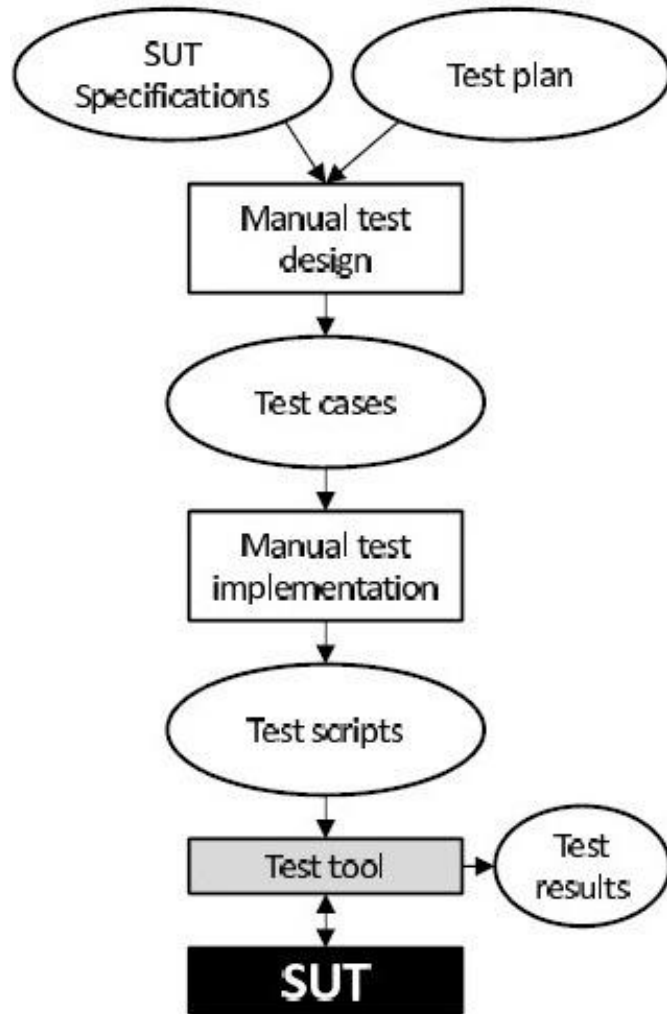 SUT
Specifications
Test plan
Manual test
design
Test cases
Manual test
implementation
Test scripts
Test tool
Test
results
SUT